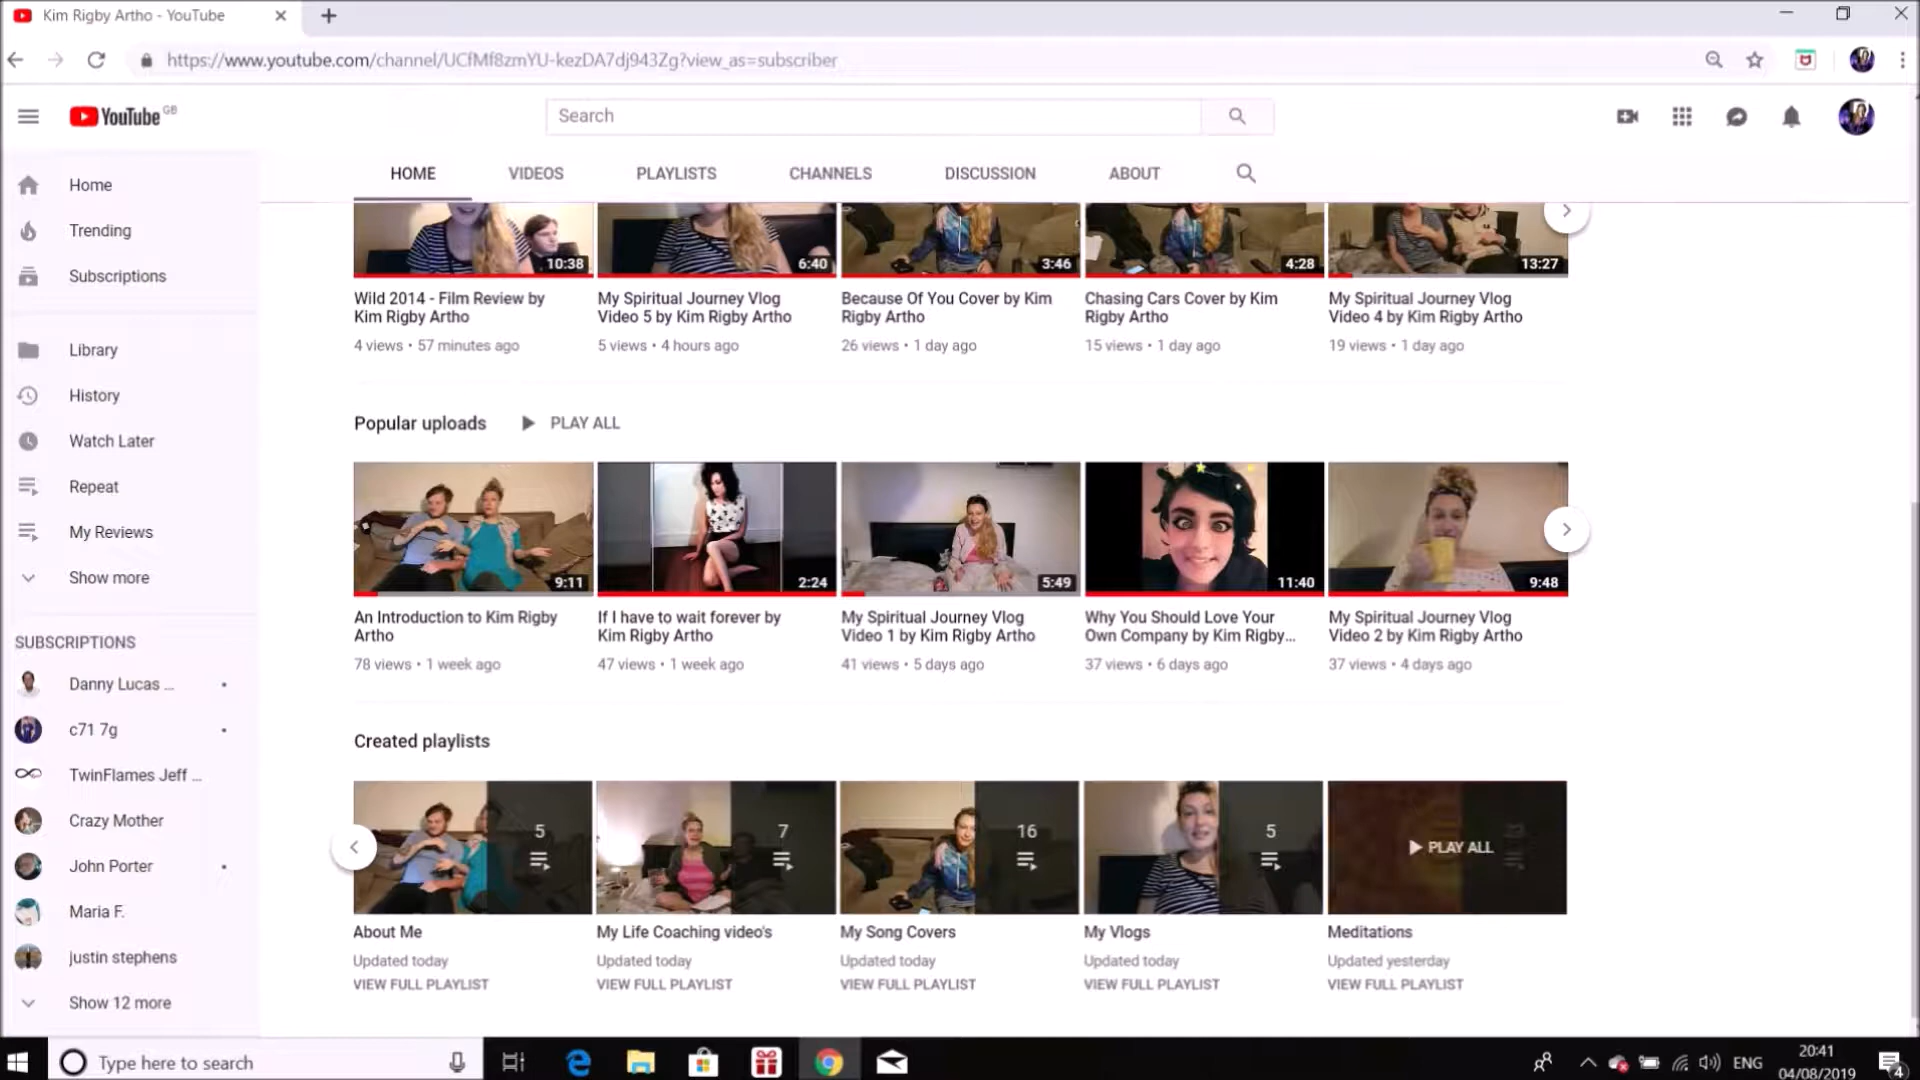 Kim Rigby Artho - YouTube
https://www.youtube.com/channel/UCfMf8zmYU-kezDA7dj943Zg?view_as=subscriber
YouTube GB
Search
HOME VIDEOS PLAYLISTS CHANNELS DISCUSSION ABOUT
Home
Trending
Subscriptions
Library
History
Watch Later
Repeat
My Reviews
Show more
SUBSCRIPTIONS
Danny Lucas ...
c71 7g
TwinFlames Jeff ...
Crazy Mother
John Porter
Maria F.
justin stephens
Show 12 more
10:38
Wild 2014 - Film Review by
Kim Rigby Artho
4 views • 57 minutes ago
6:40
My Spiritual Journey Vlog
Video 5 by Kim Rigby Artho
5 views • 4 hours ago
3:46
Because Of You Cover by Kim
Rigby Artho
26 views • 1 day ago
4:28
Chasing Cars Cover by Kim
Rigby Artho
15 views • 1 day ago
13:27
My Spiritual Journey Vlog
Video 4 by Kim Rigby Artho
19 views • 1 day ago
Popular uploads PLAY ALL
9:11
An Introduction to Kim Rigby
Artho
78 views • 1 week ago
2:24
If I have to wait forever by
Kim Rigby Artho
47 views • 1 week ago
5:49
My Spiritual Journey Vlog
Video 1 by Kim Rigby Artho
41 views • 5 days ago
11:40
Why You Should Love Your
Own Company by Kim Rigby...
37 views • 6 days ago
9:48
My Spiritual Journey Vlog
Video 2 by Kim Rigby Artho
37 views • 4 days ago
Created playlists
5
About Me
Updated today
VIEW FULL PLAYLIST
7
My Life Coaching video's
Updated today
VIEW FULL PLAYLIST
16
My Song Covers
Updated today
VIEW FULL PLAYLIST
5
My Vlogs
Updated today
VIEW FULL PLAYLIST
PLAY ALL
Meditations
Updated yesterday
VIEW FULL PLAYLIST
Type here to search
ENG
20:41
04/08/2019
4